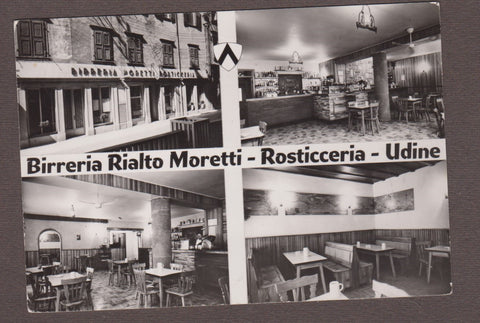 BIRRERIA MORETTI ROSTICCERIA
Birreria Rialto Moretti - Rosticceria - Udine